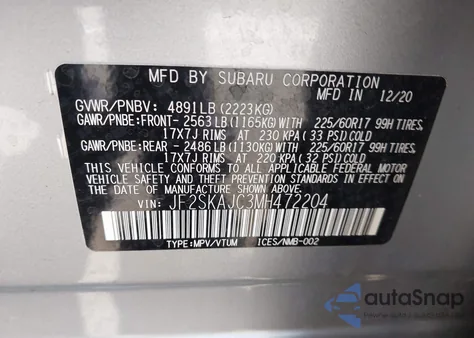 MFD BY SUBARU CORPORATION 12/20
GVWR/PNBV: 4891LB (2223KG)
GAWR/PNBE:FRONT- 2563LB (1165KG)WITH 225/60R17 99H TIRES,
17X7J RIMS AT 230 KPA (33 PSI)COLD
GAWR/PNBE:REAR - 2486LB (1130KG)WITH 225/60R17 99H TIRES,
17X7J RIMS AT 220 KPA (32 PSI)COLD
THIS VEHICLE CONFORMS TO ALL APPLICABLE FEDERAL MOTOR VEHICLE
SAFETY AND THEFT PREVENTION STANDARDS IN EFFECT ON THE DATE OF
MANUFACTURE SHOWN ABOVE.
VIN: JF2SKAJC3MH472204
TYPE:MPV/VTUM ICES/NMB-002
autoSnap